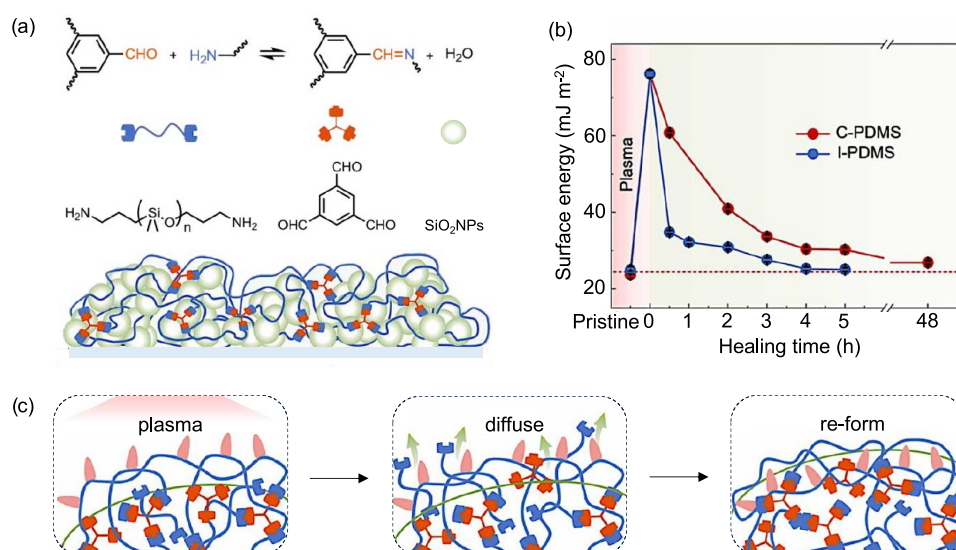 (a)
CHO + H₂N ⇌ CH=N + H₂O
CHO
H₂N (Si–O)n NH₂ OHC CHO SiO₂NPs
(b)
Surface energy (mJ m⁻²)
80
60
40
20
Plasma
C-PDMS
I-PDMS
Pristine 0 1 2 3 4 5 48
Healing time (h)
(c)
plasma
diffuse
re-form